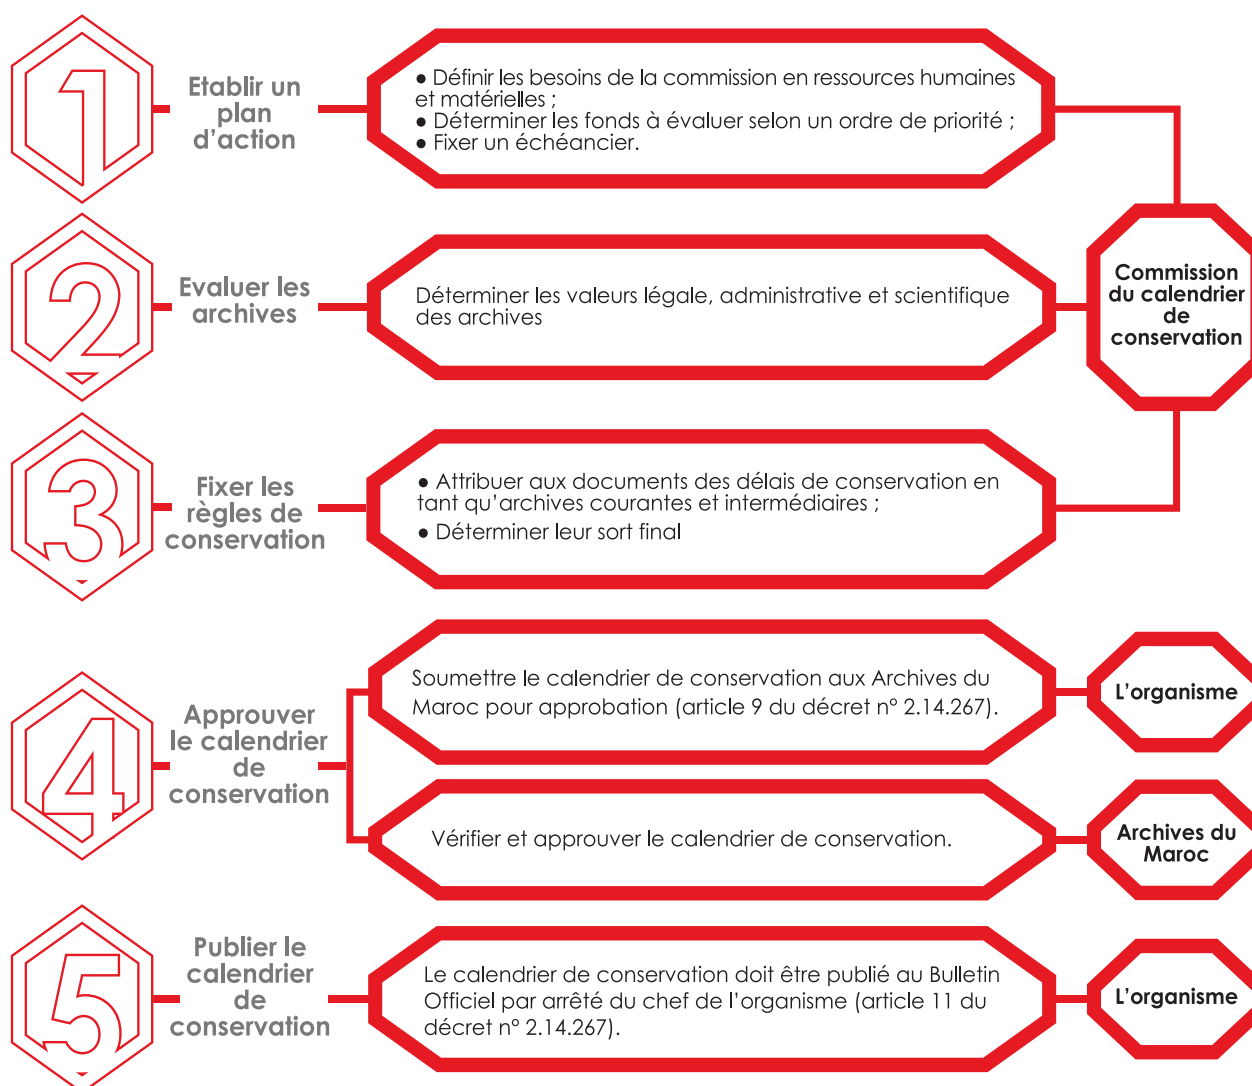 1
Etablir un
plan
d’action
● Définir les besoins de la commission en ressources humaines
et matérielles ;
● Déterminer les fonds à évaluer selon un ordre de priorité ;
● Fixer un échéancier.
2
Evaluer les
archives
Déterminer les valeurs légale, administrative et scientifique
des archives
Commission
du calendrier
de
conservation
3
Fixer les
règles de
conservation
● Attribuer aux documents des délais de conservation en
tant qu’archives courantes et intermédiaires ;
● Déterminer leur sort final
4
Approuver
le calendrier
de
conservation
Soumettre le calendrier de conservation aux Archives du
Maroc pour approbation (article 9 du décret n° 2.14.267).
L’organisme
Vérifier et approuver le calendrier de conservation.
Archives du
Maroc
5
Publier le
calendrier
de
conservation
Le calendrier de conservation doit être publié au Bulletin
Officiel par arrêté du chef de l’organisme (article 11 du
décret n° 2.14.267).
L’organisme